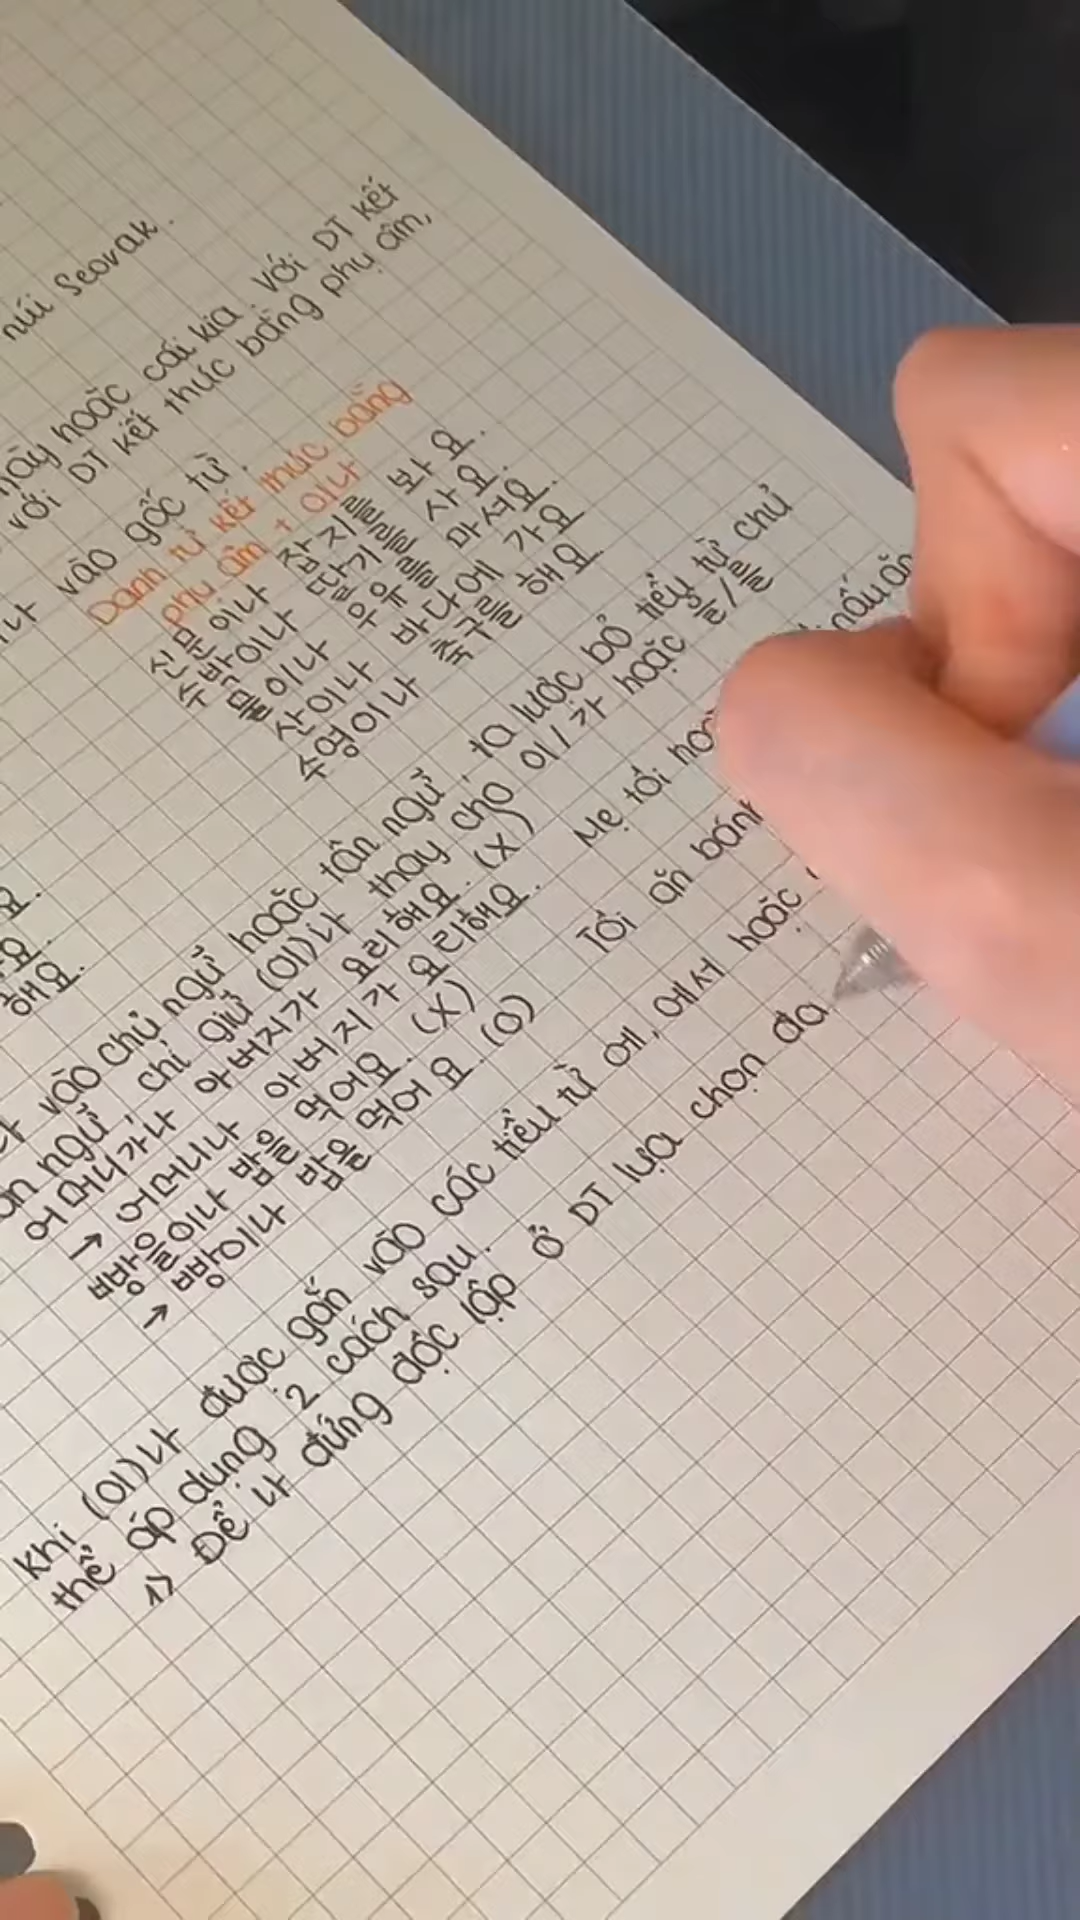 núi Seorak.
này hoặc cái kia. với DT kết
với DT kết thúc bằng phụ âm,
vào gốc từ.
Danh từ kết thúc bằng
phụ âm + 이나
신문이나 잡지를 봐요.
수박이나 딸기를 사요.
물이나 우유를 마셔요.
산이나 바다에 가요
수영이나 축구를 해요.
요.
해요.
vào chủ ngữ hoặc tân ngữ, ta lược bỏ tiểu từ chủ
ngữ, chỉ giữ (이)나 thay cho 이/가 hoặc 을/를
어머니가나 아버지가 요리해요. (X)
→ 어머니나 아버지가 요리해요. Mẹ tôi nấu ăn
빵을이나 밥을 먹어요. (X)
→ 빵이나 밥을 먹어요. (O) Tôi ăn bánh
Khi (이)나 được gắn vào các tiểu từ 에, 에서 hoặc
thể áp dụng 2 cách sau.
1> Để 나 đứng độc lập ở DT lựa chọn đa